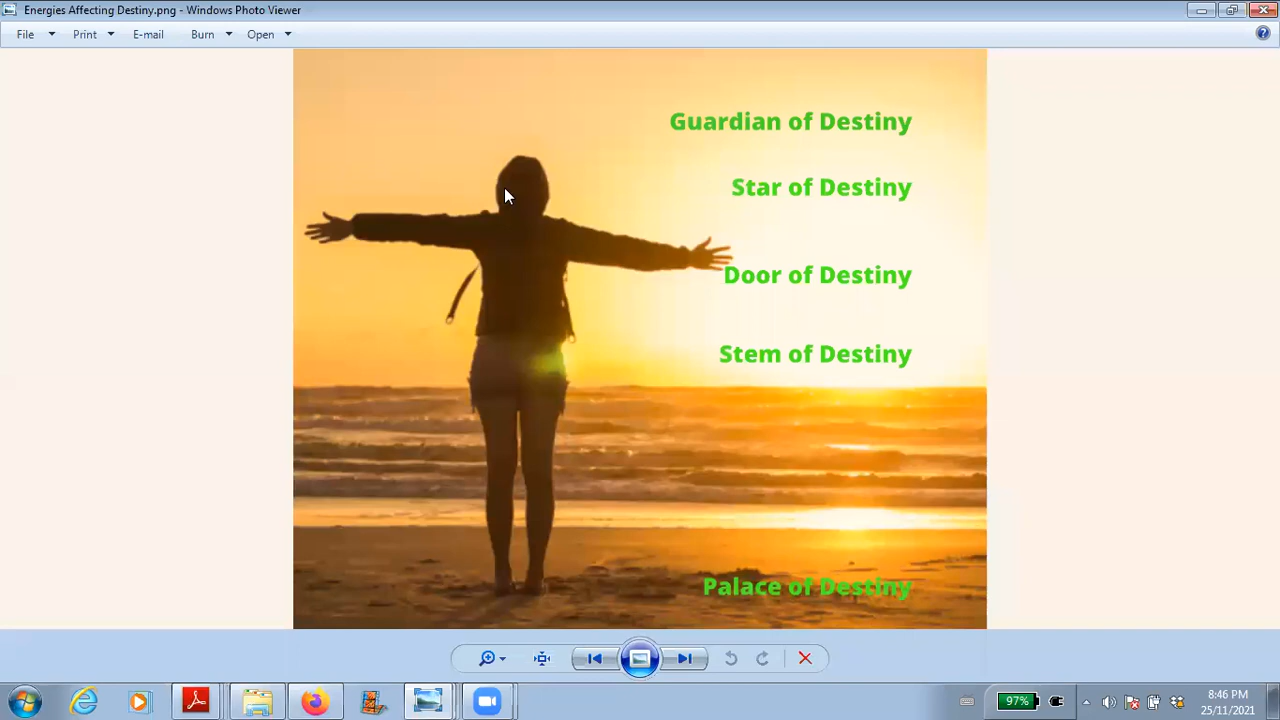 Energies Affecting Destiny.png - Windows Photo Viewer
File Print E-mail Burn Open
Guardian of Destiny
Star of Destiny
Door of Destiny
Stem of Destiny
Palace of Destiny
97%
8:46 PM
25/11/2021